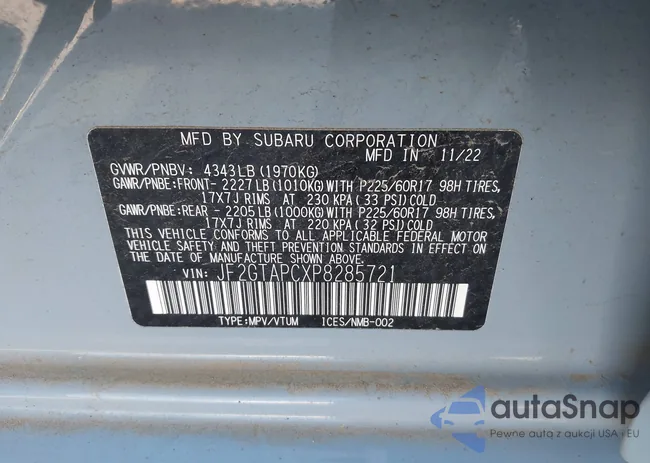 MFD BY SUBARU CORPORATION
MFD IN 11/22
GVWR/PNBV: 4343LB (1970KG)
GAWR/PNBE:FRONT- 2227LB (1010KG) WITH P225/60R17 98H TIRES,
17X7J RIMS AT 230 KPA (33 PSI) COLD
GAWR/PNBE:REAR -2205LB (1000KG) WITH P225/60R17 98H TIRES,
17X7J RIMS AT 220 KPA (32 PSI) COLD
THIS VEHICLE CONFORMS TO ALL APPLICABLE FEDERAL MOTOR
VEHICLE SAFETY AND THEFT PREVENTION STANDARDS IN EFFECT
ON THE DATE OF MANUFACTURE SHOWN ABOVE.
VIN: JF2GTAPCXP8285721
TYPE:MPV/VTUM ICES/NMB-002
autaSnap
Pewne auta z aukcji USA i EU